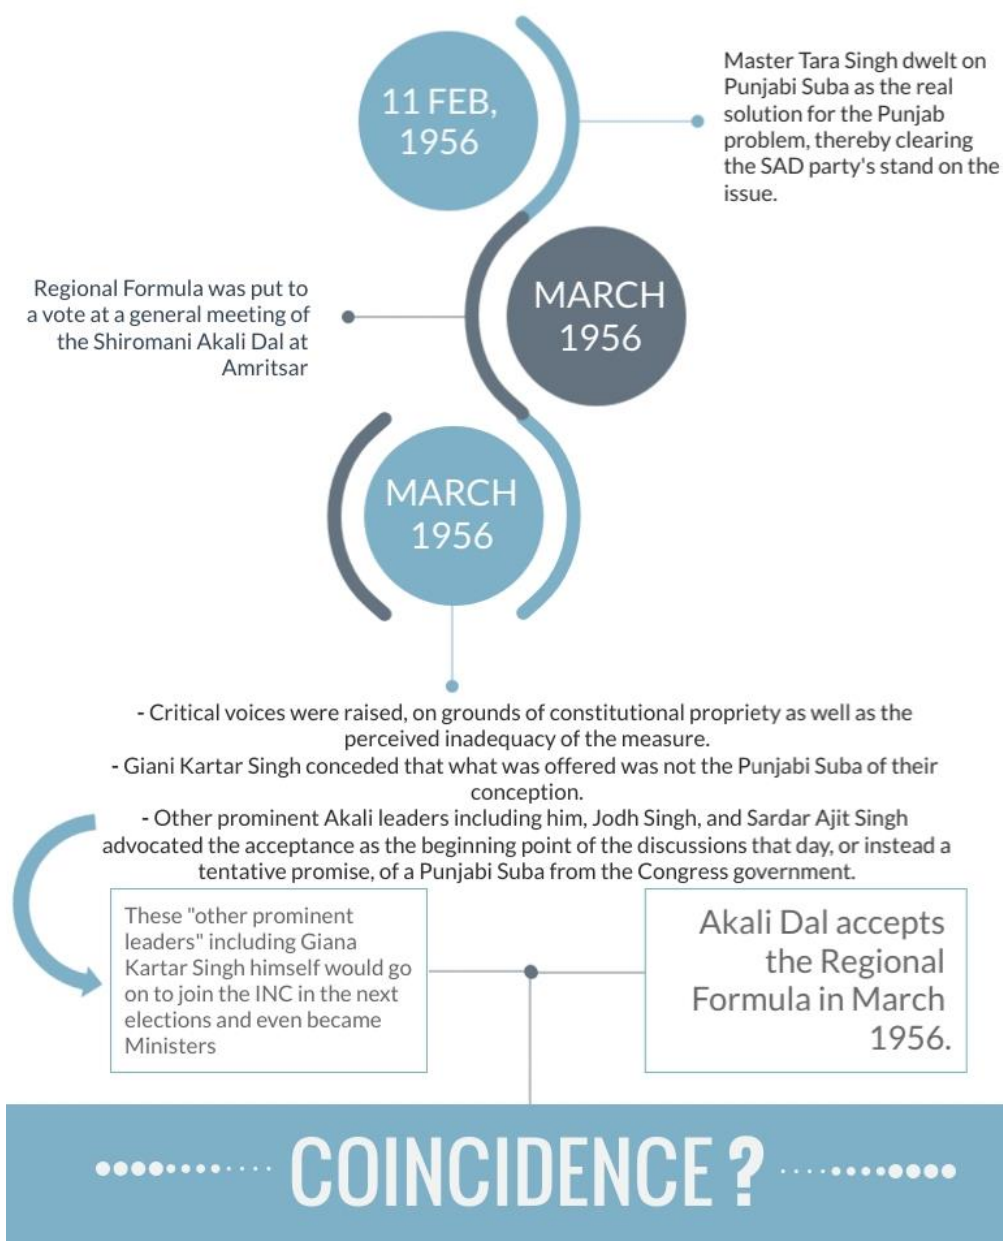 11 FEB,
1956
Master Tara Singh dwelt on
Punjabi Suba as the real
solution for the Punjab
problem, thereby clearing
the SAD party's stand on the
issue.
MARCH
1956
Regional Formula was put to
a vote at a general meeting of
the Shiromani Akali Dal at
Amritsar
MARCH
1956
- Critical voices were raised, on grounds of constitutional propriety as well as the
perceived inadequacy of the measure.
- Giani Kartar Singh conceded that what was offered was not the Punjabi Suba of their
conception.
- Other prominent Akali leaders including him, Jodh Singh, and Sardar Ajit Singh
advocated the acceptance as the beginning point of the discussions that day, or instead a
tentative promise, of a Punjabi Suba from the Congress government.
These "other prominent
leaders" including Giana
Kartar Singh himself would go
on to join the INC in the next
elections and even became
Ministers
Akali Dal accepts
the Regional
Formula in March
1956.
COINCIDENCE ?